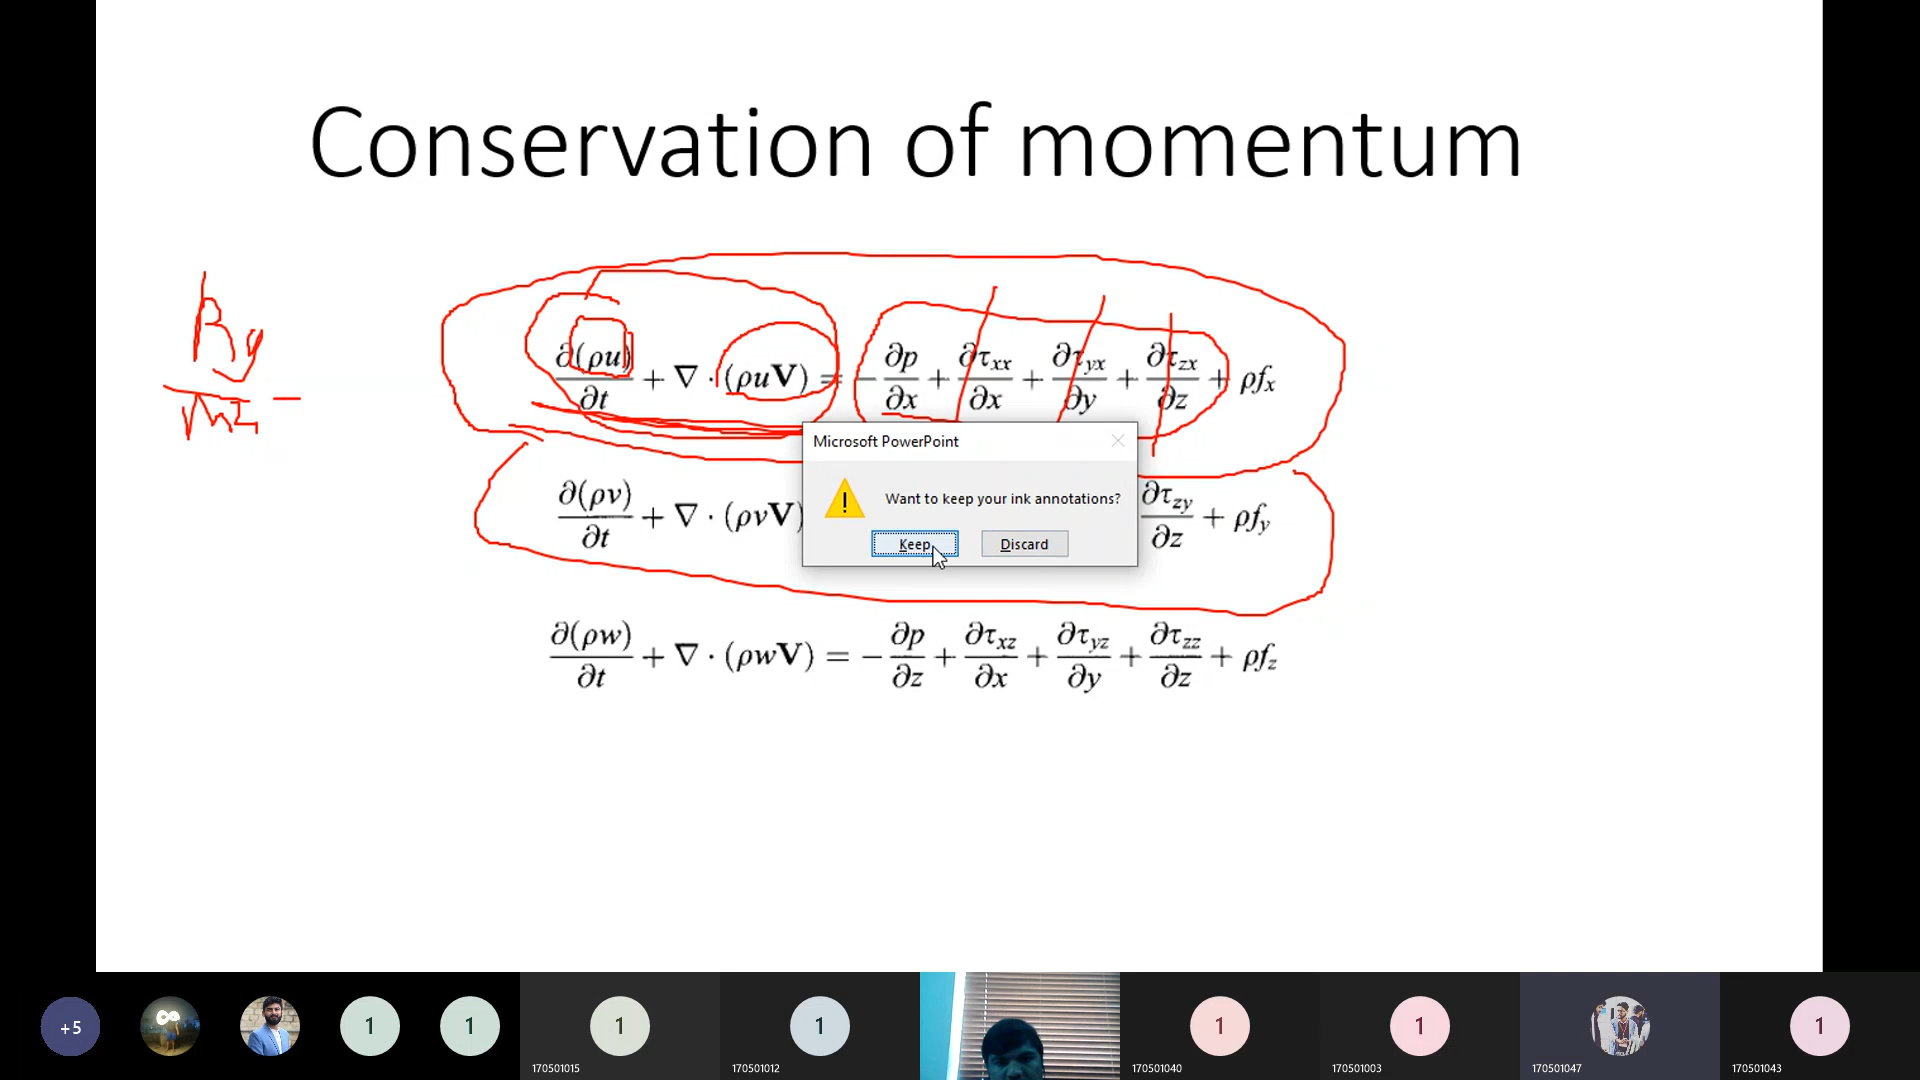 Conservation of momentum
∂(ρu)/∂t + ∇ · (ρuV) = −∂p/∂x + ∂τxx/∂x + ∂τyx/∂y + ∂τzx/∂z + ρfx
Microsoft PowerPoint
Want to keep your ink annotations?
∂(ρv)/∂t + ∇ · (ρvV) ∂τzy/∂z + ρfy
Keep Discard
∂(ρw)/∂t + ∇ · (ρwV) = −∂p/∂z + ∂τxz/∂x + ∂τyz/∂y + ∂τzz/∂z + ρfz
+5 1 1 1 1 1 1 1
170501015 170501012 170501040 170501003 170501047 170501043